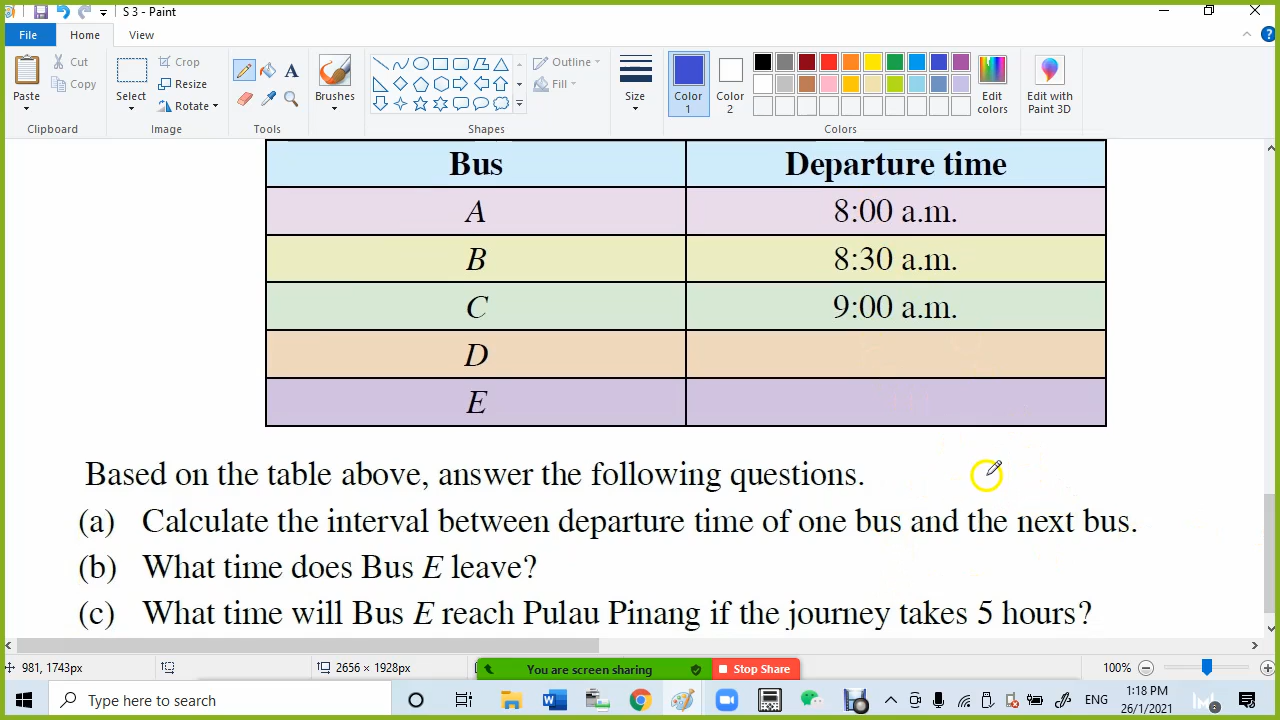 S 3 - Paint
File Home View
Paste
Cut
Copy
Clipboard
Select
Crop
Resize
Rotate
Image
A
Tools
Brushes
Outline
Fill
Shapes
Size
Color 1
Color 2
Edit colors
Edit with Paint 3D
Colors
Bus Departure time
A 8:00 a.m.
B 8:30 a.m.
C 9:00 a.m.
D
E
Based on the table above, answer the following questions.
(a) Calculate the interval between departure time of one bus and the next bus.
(b) What time does Bus E leave?
(c) What time will Bus E reach Pulau Pinang if the journey takes 5 hours?
981, 1743px 2656 × 1928px You are screen sharing Stop Share 100%
Type here to search ENG 1:18 PM
26/1/2021